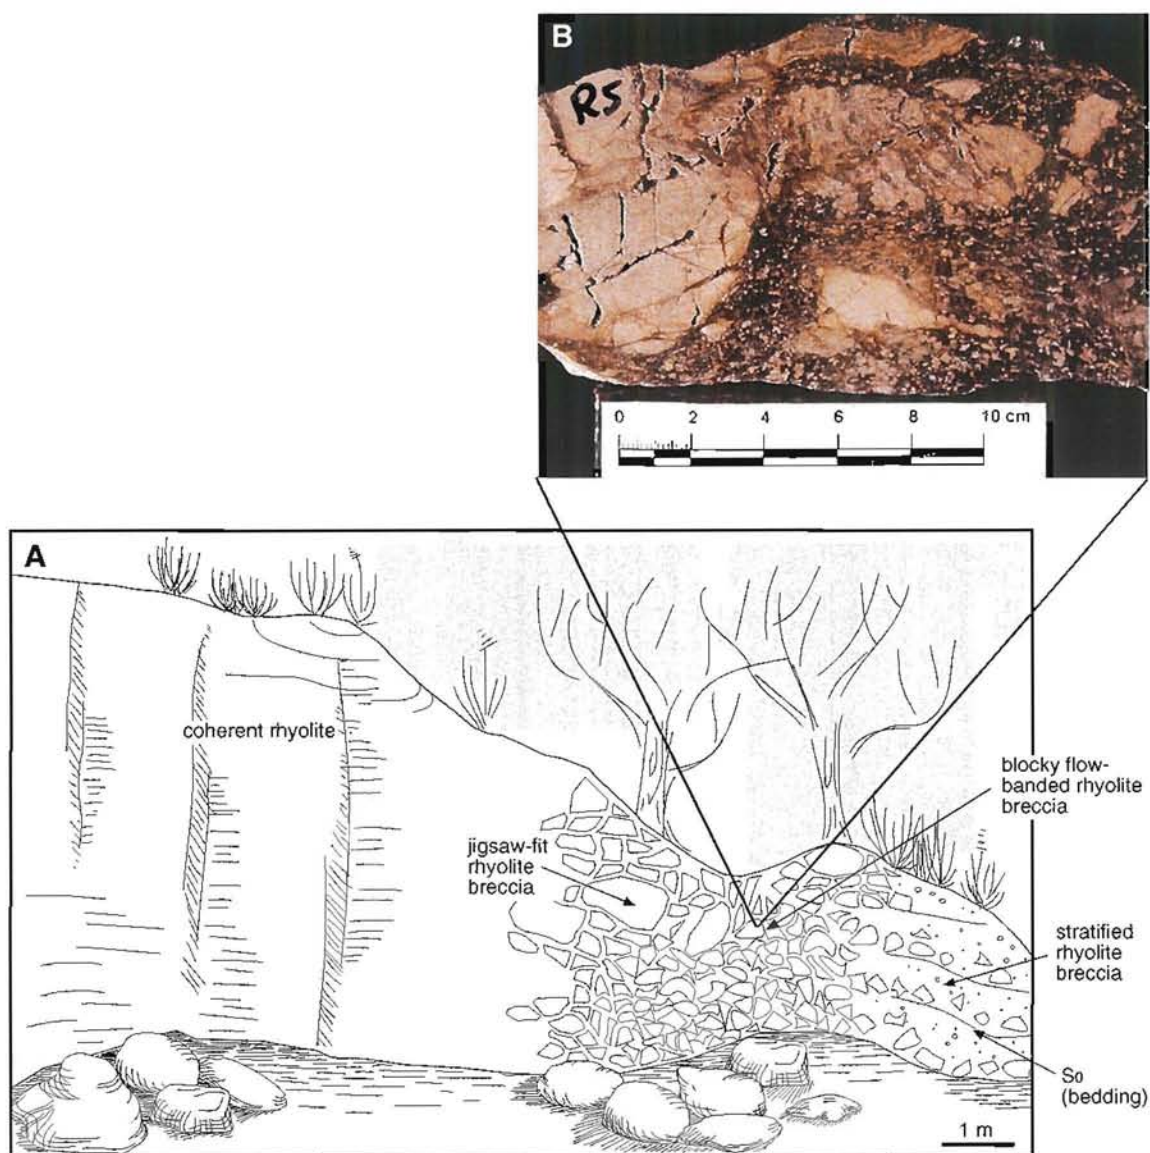 B
R5
0 2 4 6 8 10 cm
A
coherent rhyolite
blocky flow-
banded rhyolite
breccia
jigsaw-fit
rhyolite
breccia
stratified
rhyolite
breccia
S0
(bedding)
1 m